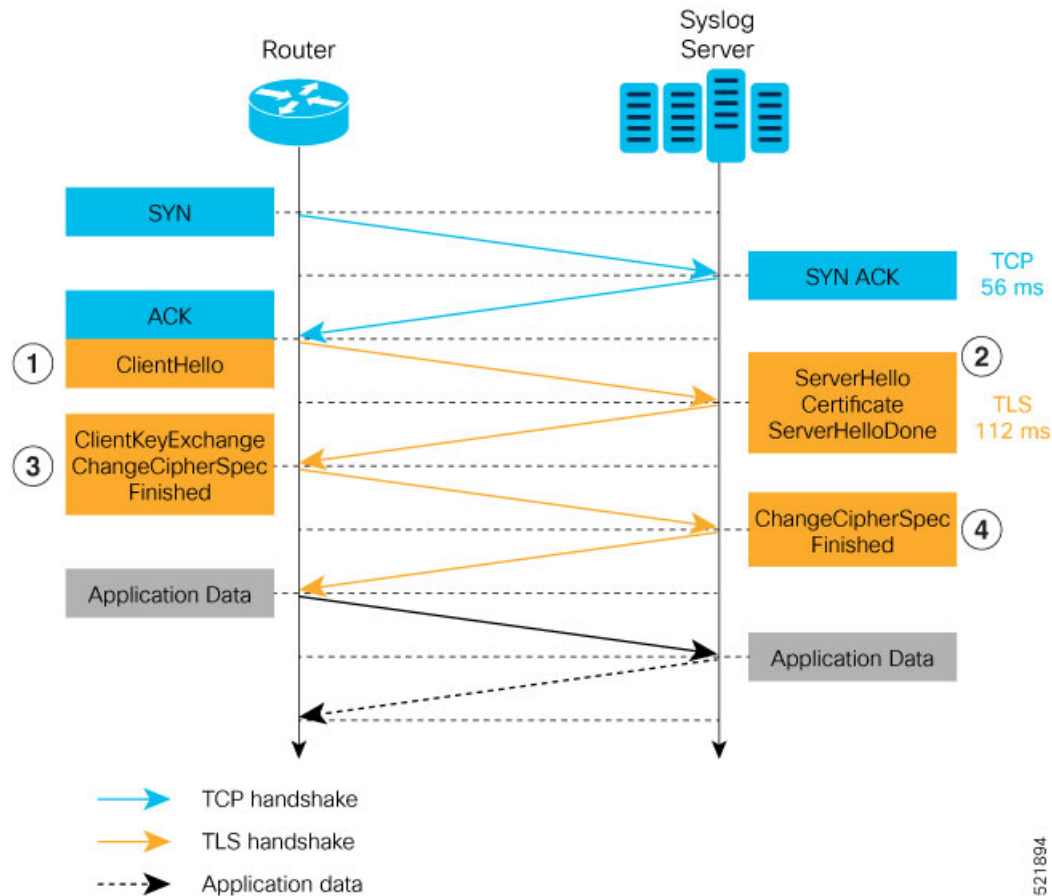 Router
Syslog
Server
SYN
SYN ACK
TCP
56 ms
ACK
1
ClientHello
2
ServerHello
Certificate
ServerHelloDone
TLS
112 ms
3
ClientKeyExchange
ChangeCipherSpec
Finished
ChangeCipherSpec
Finished
4
Application Data
Application Data
TCP handshake
TLS handshake
Application data
521894